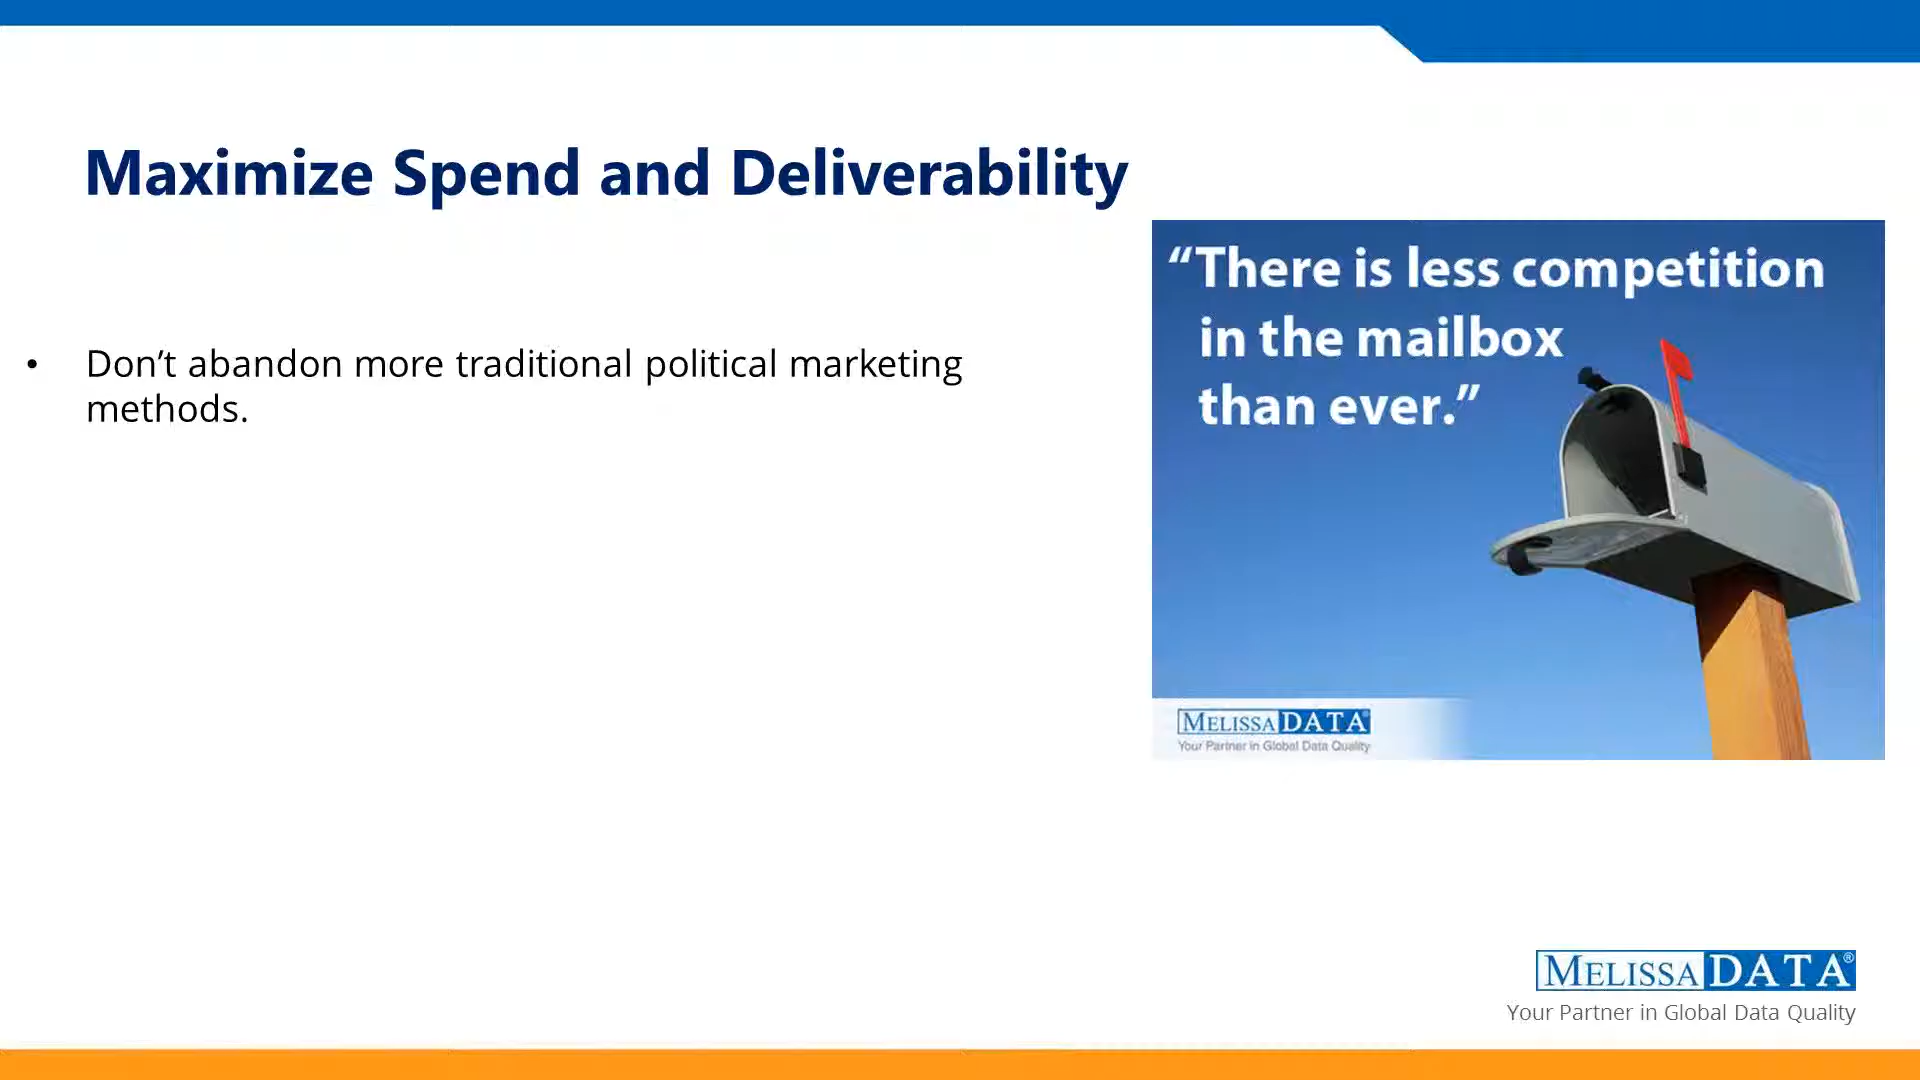 Maximize Spend and Deliverability
• Don’t abandon more traditional political marketing
methods.
“There is less competition
in the mailbox
than ever.”
MELISSA DATA®
Your Partner in Global Data Quality
MELISSA DATA®
Your Partner in Global Data Quality